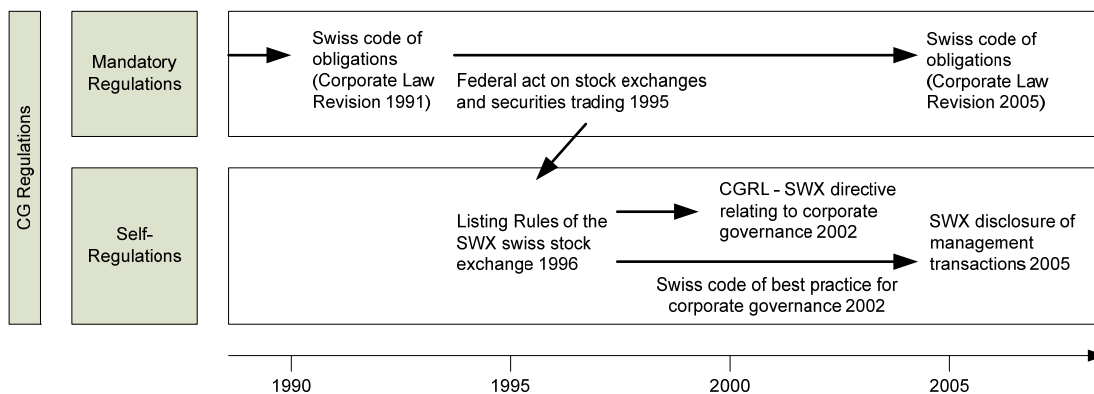 CG Regulations
Mandatory
Regulations
Swiss code of
obligations
(Corporate Law
Revision 1991)
Federal act on stock exchanges
and securities trading 1995
Swiss code of
obligations
(Corporate Law
Revision 2005)
Self-
Regulations
Listing Rules of the
SWX swiss stock
exchange 1996
CGRL - SWX directive
relating to corporate
governance 2002
Swiss code of best practice for
corporate governance 2002
SWX disclosure of
management
transactions 2005
1990
1995
2000
2005